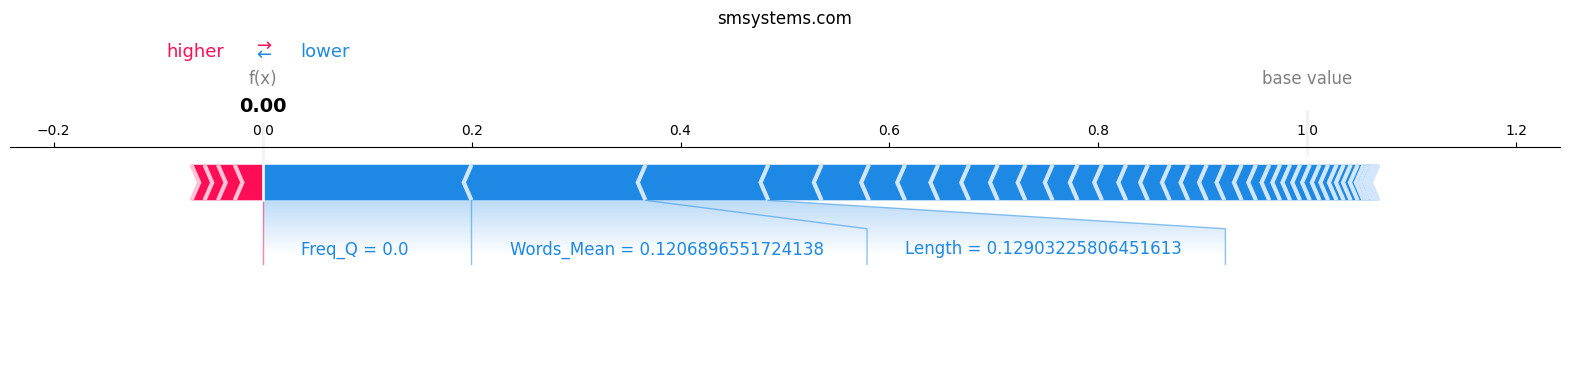 smsystems.com
higher ⇄ lower
f(x) base value
0.00
−0.2 0.0 0.2 0.4 0.6 0.8 1.0 1.2
Freq_Q = 0.0 Words_Mean = 0.1206896551724138 Length = 0.12903225806451613